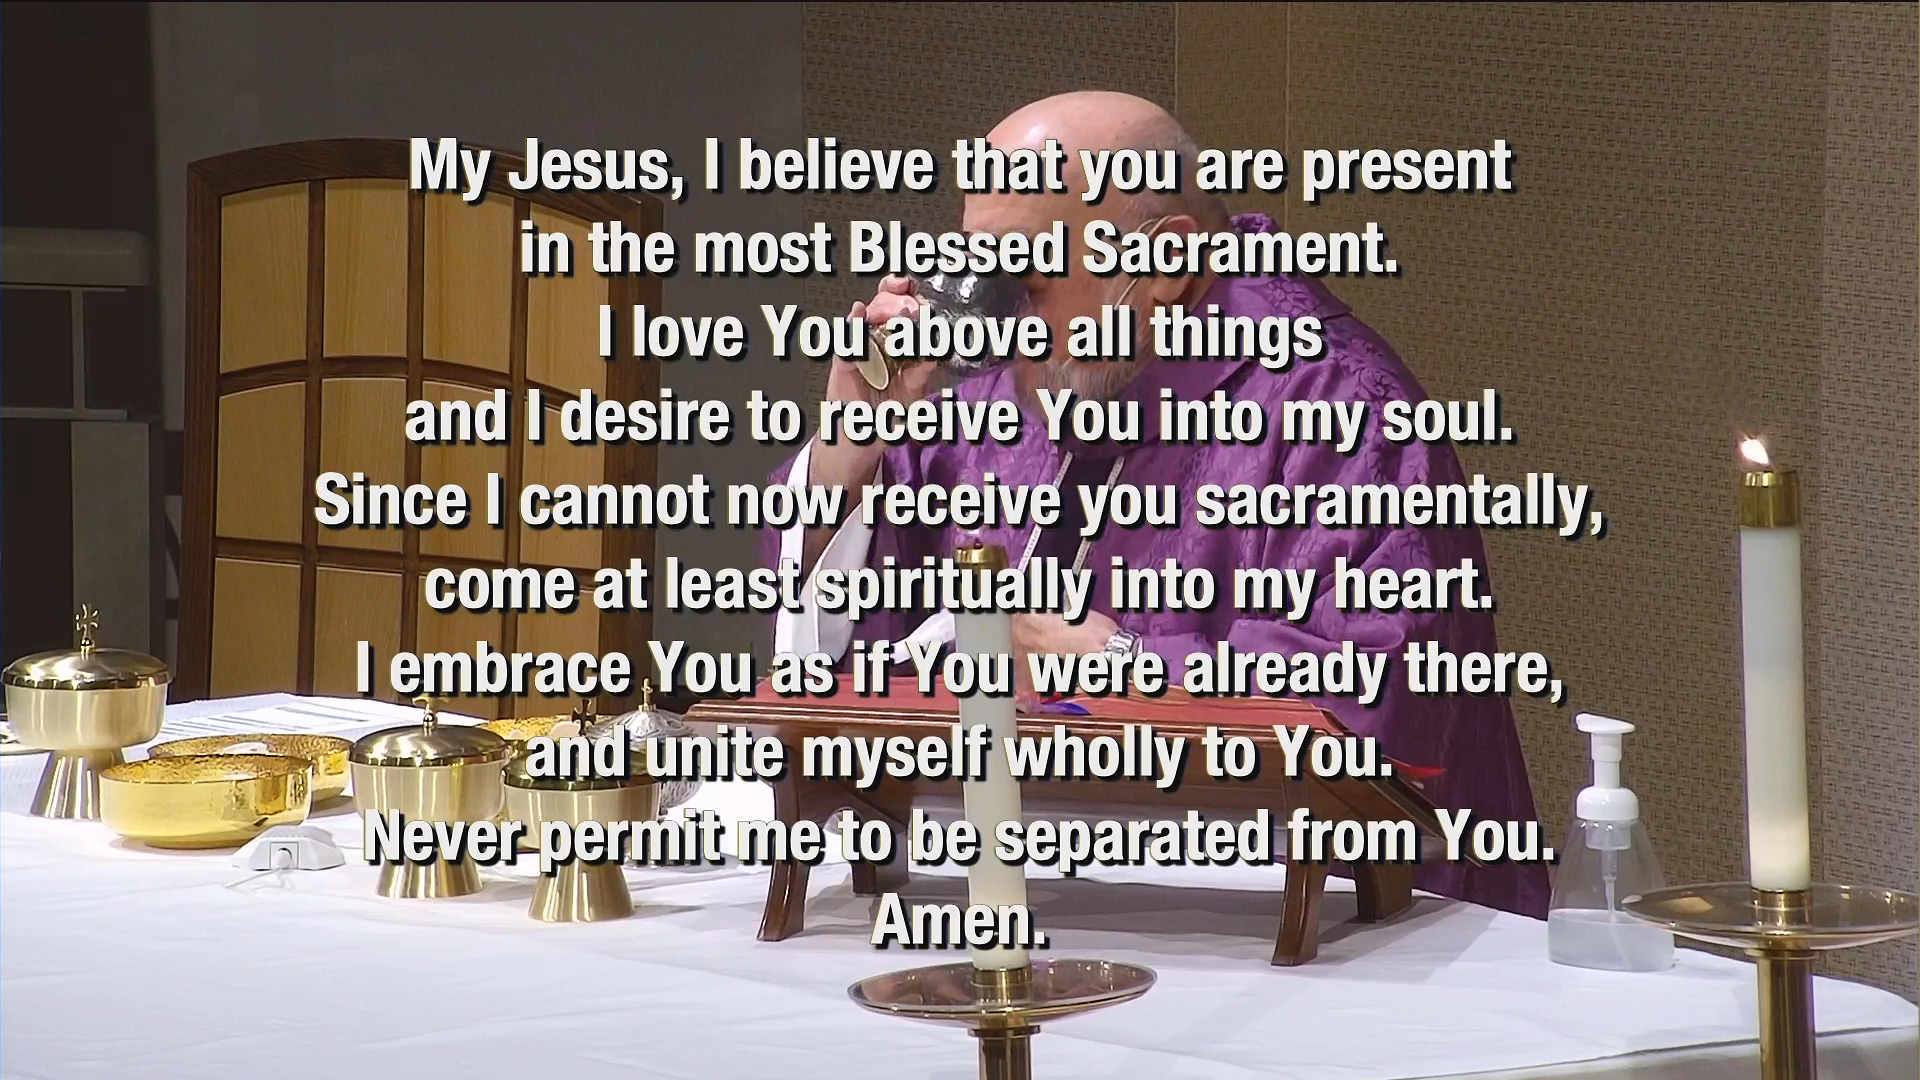 My Jesus, I believe that you are present
in the most Blessed Sacrament.
I love You above all things
and I desire to receive You into my soul.
Since I cannot now receive you sacramentally,
come at least spiritually into my heart.
I embrace You as if You were already there,
and unite myself wholly to You.
Never permit me to be separated from You.
Amen.